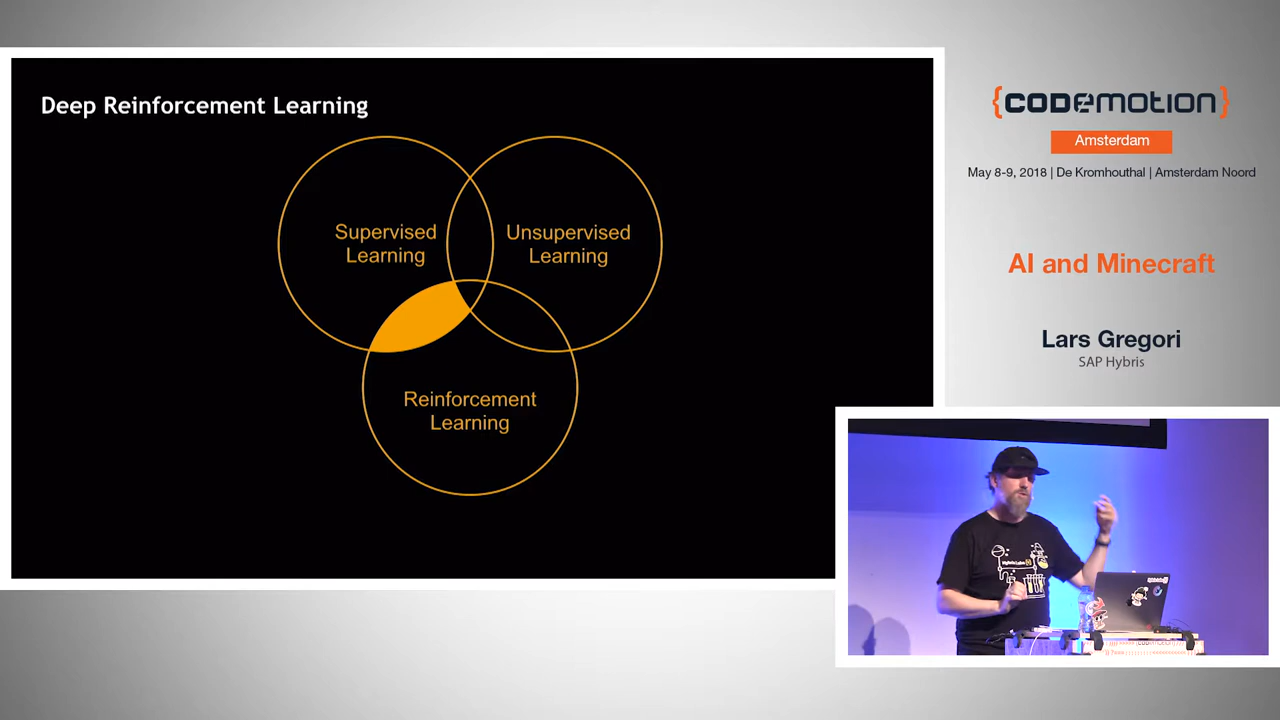 Deep Reinforcement Learning
Supervised
Learning
Unsupervised
Learning
Reinforcement
Learning
{CODEMOTION}
Amsterdam
May 8-9, 2018 | De Kromhouthal | Amsterdam Noord
AI and Minecraft
Lars Gregori
SAP Hybris